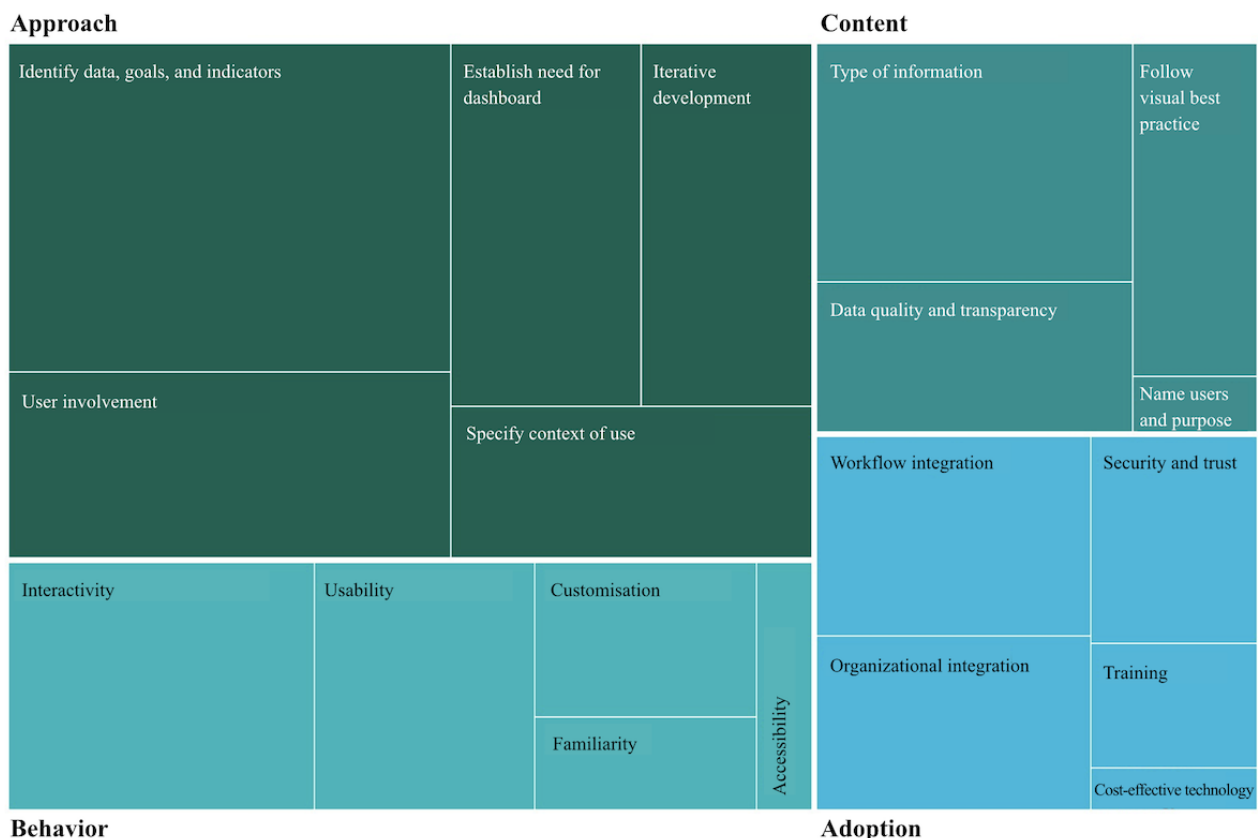 Approach
Identify data, goals, and indicators
Establish need for
dashboard
Iterative
development
User involvement
Specify context of use
Content
Type of information
Follow
visual best
practice
Data quality and transparency
Name users
and purpose
Interactivity
Usability
Customisation
Familiarity
Accessibility
Behavior
Workflow integration
Security and trust
Organizational integration
Training
Cost-effective technology
Adoption